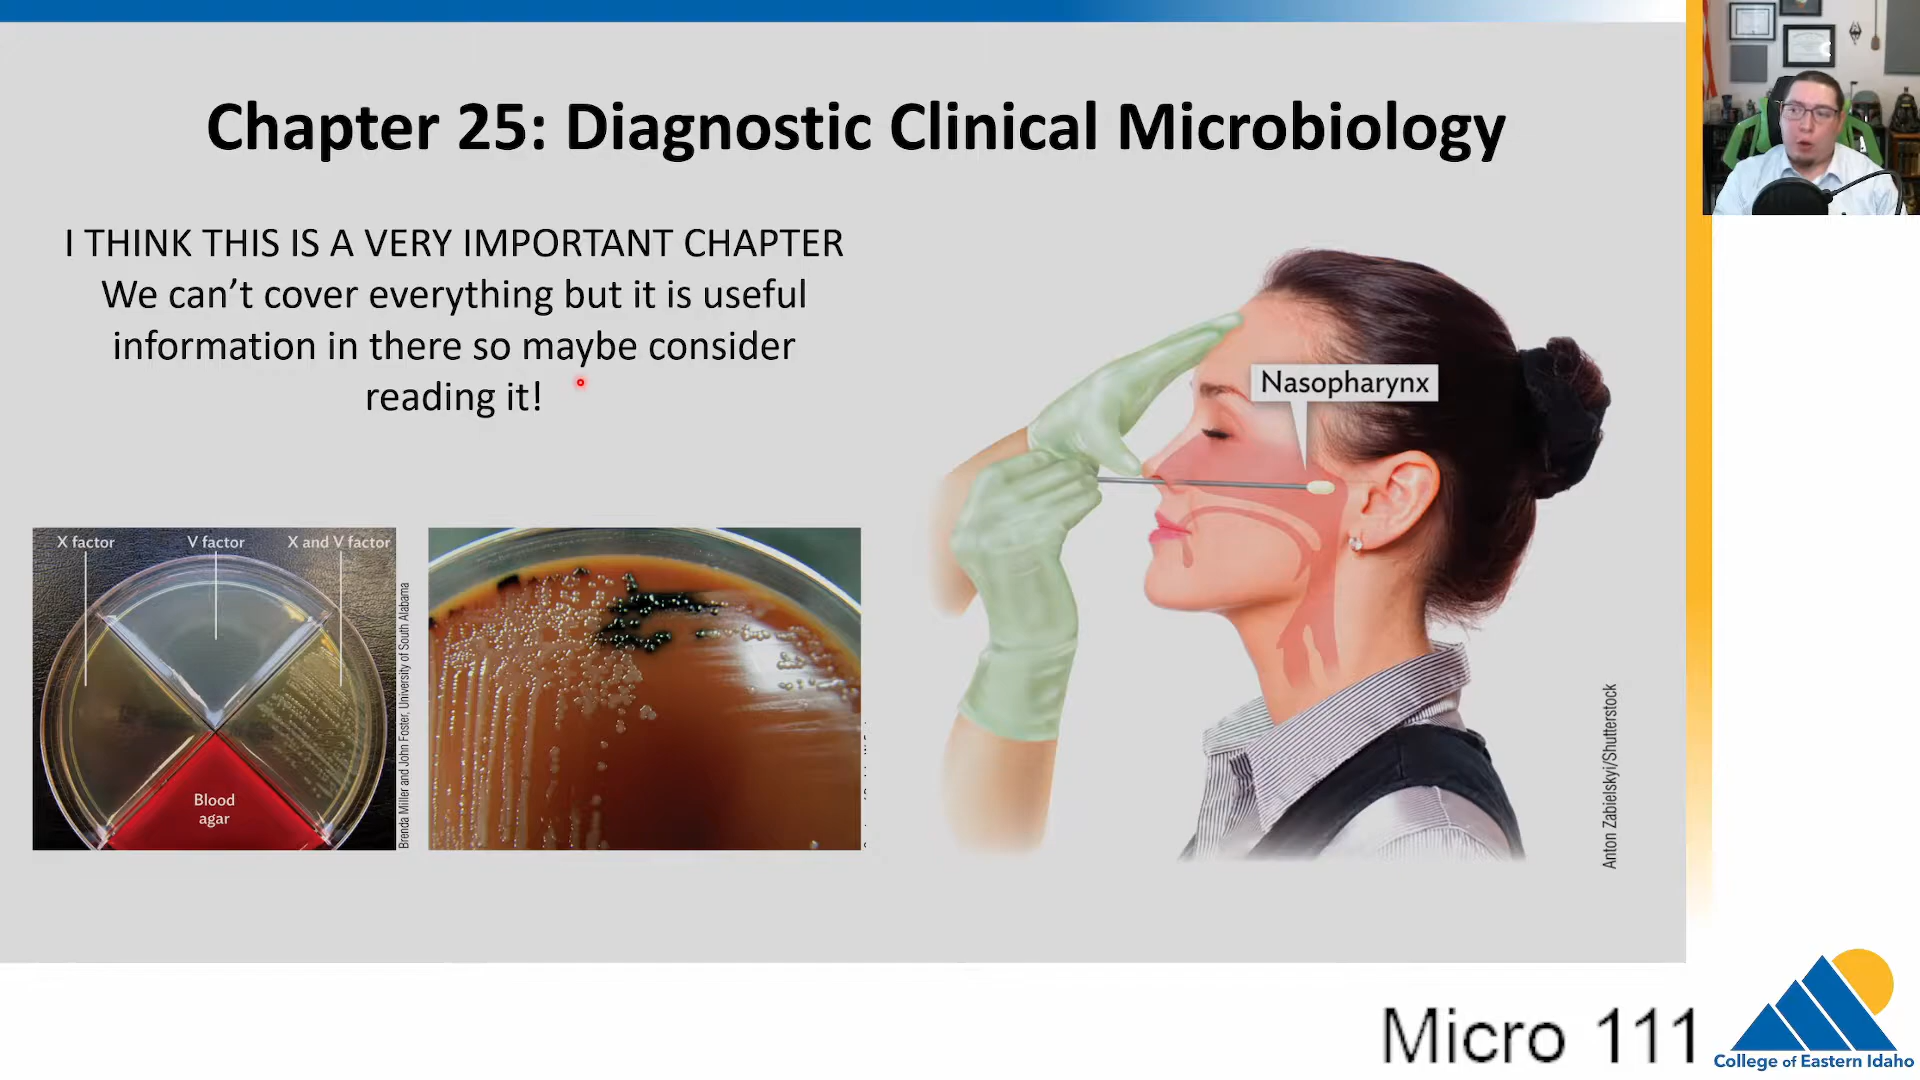 Chapter 25: Diagnostic Clinical Microbiology
I THINK THIS IS A VERY IMPORTANT CHAPTER
We can’t cover everything but it is useful
information in there so maybe consider
reading it!
Nasopharynx
X factor
V factor
X and V factor
Blood
agar
Brenda Miller and John Foster, University of South Alabama
Anton Zabielskyi/Shutterstock
Micro 111
College of Eastern Idaho